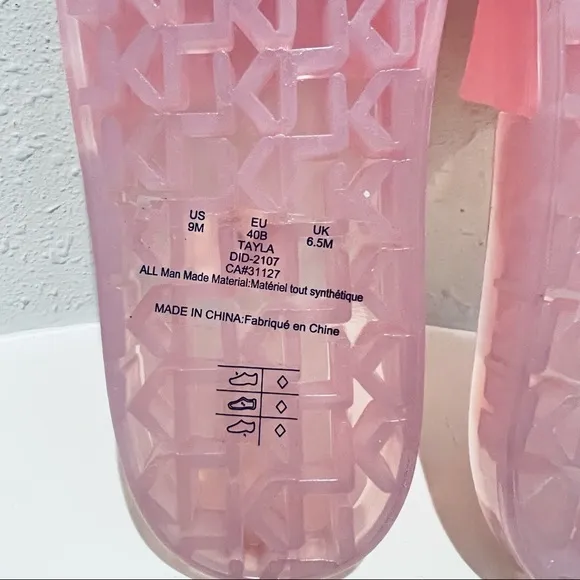 US EU UK
9M 40B 6.5M
TAYLA
DID-2107
CA#31127
ALL Man Made Material:Matériel tout synthétique
MADE IN CHINA:Fabriqué en Chine